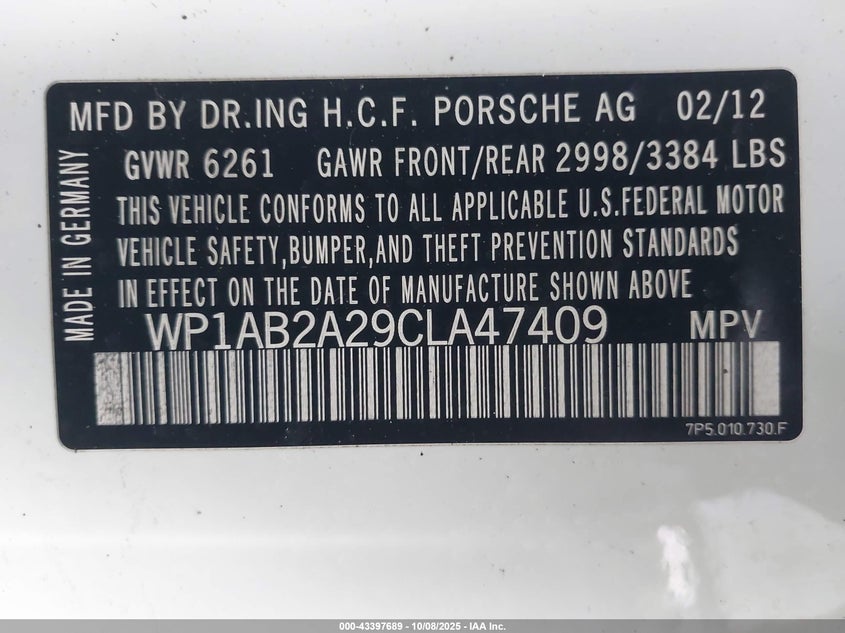 MFD BY DR.ING H.C.F. PORSCHE AG 02/12
GVWR 6261 GAWR FRONT/REAR 2998/3384 LBS
THIS VEHICLE CONFORMS TO ALL APPLICABLE U.S.FEDERAL MOTOR
VEHICLE SAFETY,BUMPER,AND THEFT PREVENTION STANDARDS
IN EFFECT ON THE DATE OF MANUFACTURE SHOWN ABOVE
WP1AB2A29CLA47409 MPV
MADE IN GERMANY
7P5.010.730.F
000-43397689 - 10/08/2025 - IAA Inc.